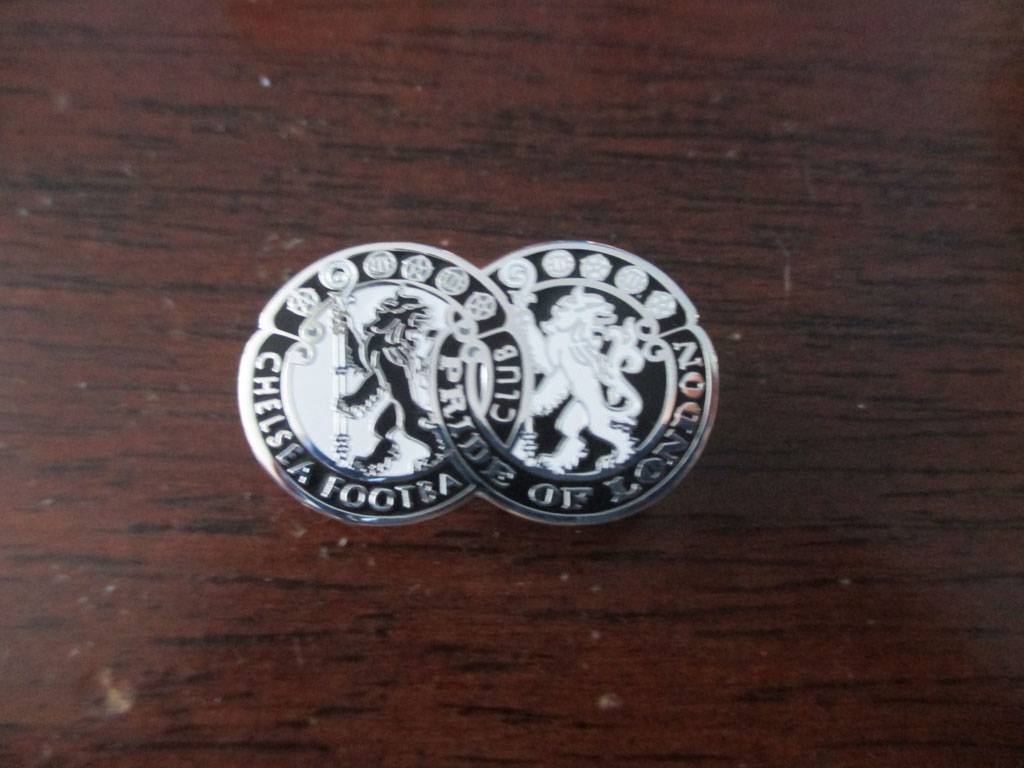 CHELSEA FOOTBA
CLUB
PRIDE OF LONDON